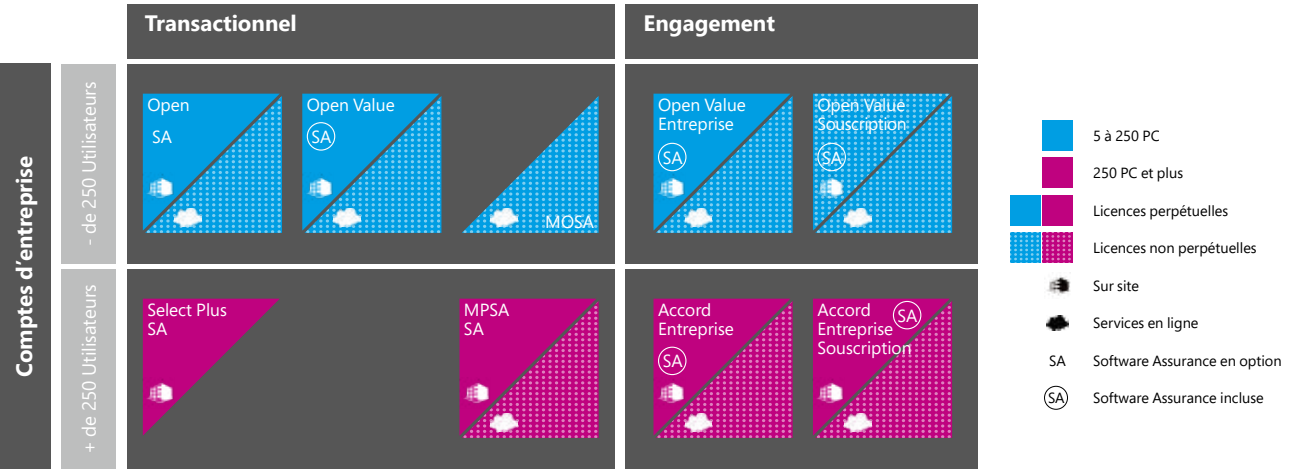 Transactionnel
Engagement
Comptes d'entreprise
- de 250 Utilisateurs
Open
SA
Open Value
SA
MOSA
Open Value
Entreprise
SA
Open Value
Souscription
SA
+ de 250 Utilisateurs
Select Plus
SA
MPSA
SA
Accord
Entreprise
SA
Accord
Entreprise
Souscription
SA
5 à 250 PC
250 PC et plus
Licences perpétuelles
Licences non perpétuelles
Sur site
Services en ligne
SA Software Assurance en option
SA Software Assurance incluse